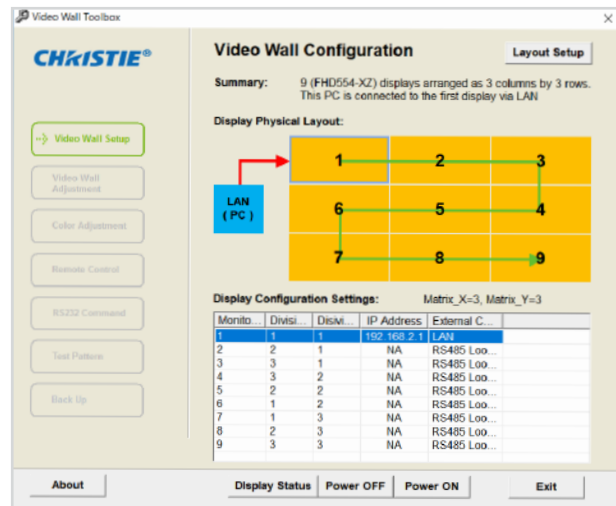 Video Wall Toolbox
CHRISTIE®
Video Wall Configuration
Layout Setup
Summary: 9 (FHD554-XZ) displays arranged as 3 columns by 3 rows.
This PC is connected to the first display via LAN
Display Physical Layout:
Video Wall Setup
Video Wall
Adjustment
Color Adjustment
Remote Control
RS232 Command
Test Pattern
Back Up
LAN
( PC )
1 2 3
6 5 4
7 8 9
Display Configuration Settings: Matrix_X=3, Matrix_Y=3
Monito... Divisi... Disivi... IP Address External C...
1 1 1 192.168.2.1 LAN
2 2 1 NA RS485 Loo...
3 3 1 NA RS485 Loo...
4 3 2 NA RS485 Loo...
5 2 2 NA RS485 Loo...
6 1 2 NA RS485 Loo...
7 1 3 NA RS485 Loo...
8 2 3 NA RS485 Loo...
9 3 3 NA RS485 Loo...
About
Display Status
Power OFF
Power ON
Exit